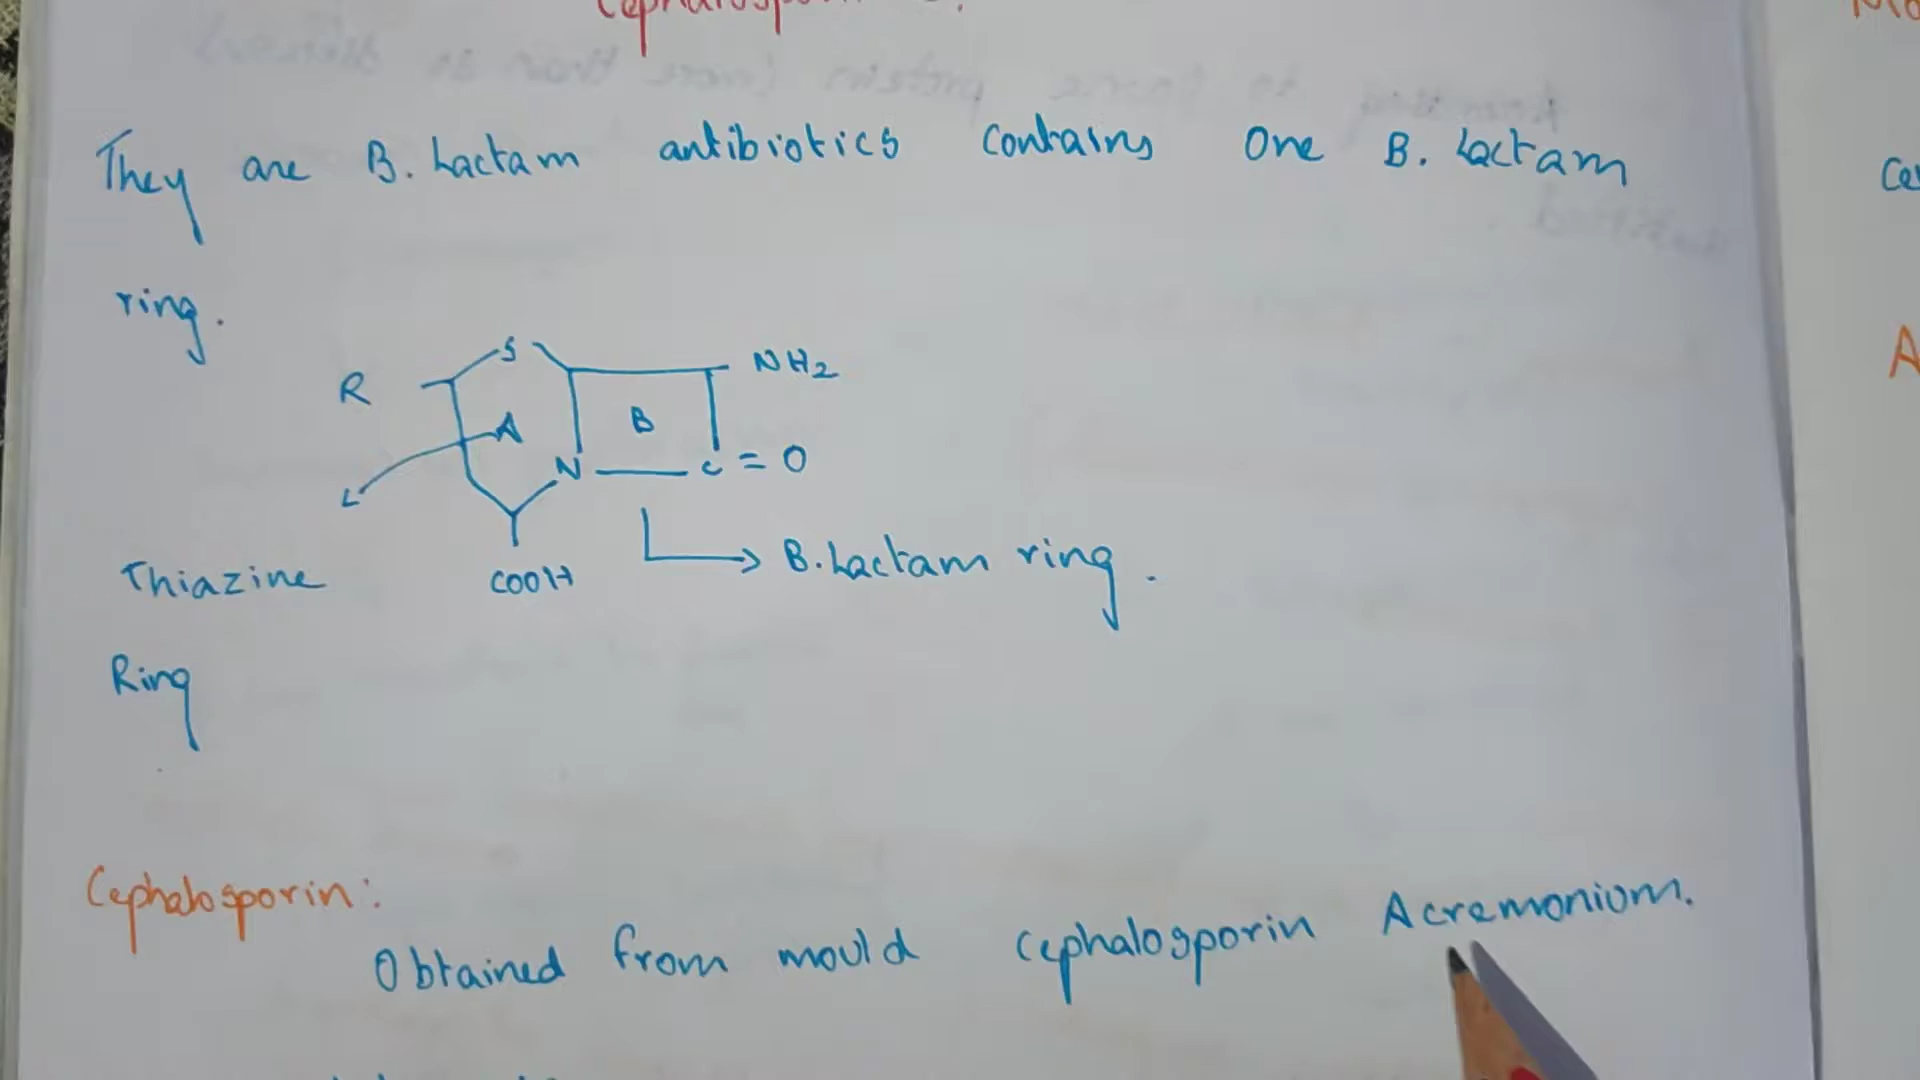 They are B. Lactam antibiotics contains one B. Lactam
ring.
R S NH2
A B
N C = O
COOH
Thiazine
Ring
B. Lactam ring.
Cephalosporin:
Obtained from mould cephalosporin Acremonium.